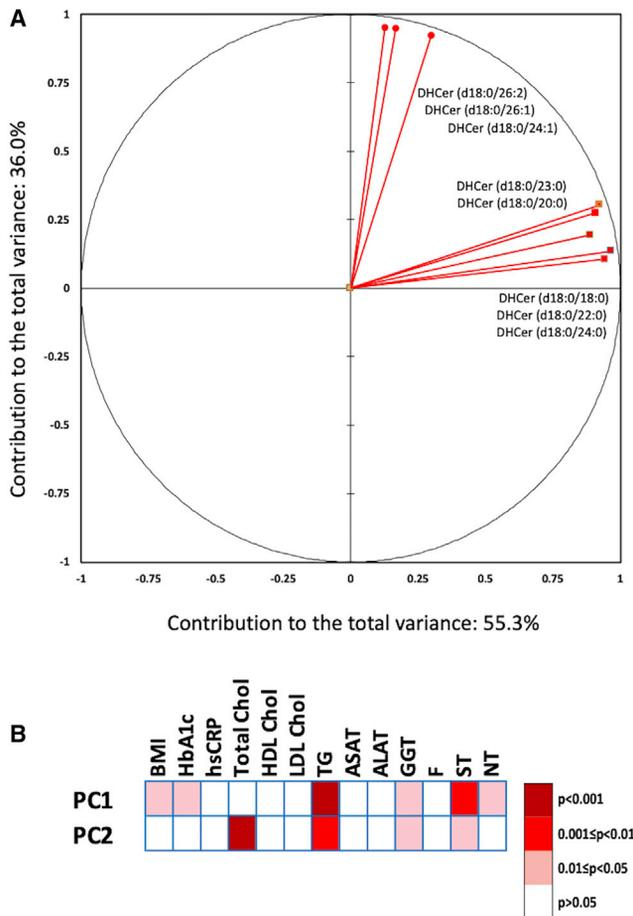 A
Contribution to the total variance: 36.0%
1
0.75
0.5
0.25
0
-0.25
-0.5
-0.75
-1
DHCer (d18:0/26:2)
DHCer (d18:0/26:1)
DHCer (d18:0/24:1)
DHCer (d18:0/23:0)
DHCer (d18:0/20:0)
DHCer (d18:0/18:0)
DHCer (d18:0/22:0)
DHCer (d18:0/24:0)
-1 -0.75 -0.5 -0.25 0 0.25 0.5 0.75 1
Contribution to the total variance: 55.3%
B
BMI HbA1c hsCRP Total Chol HDL Chol LDL Chol TG ASAT ALAT GGT F ST NT
PC1
PC2
p<0.001
0.001≤p<0.01
0.01≤p<0.05
p>0.05